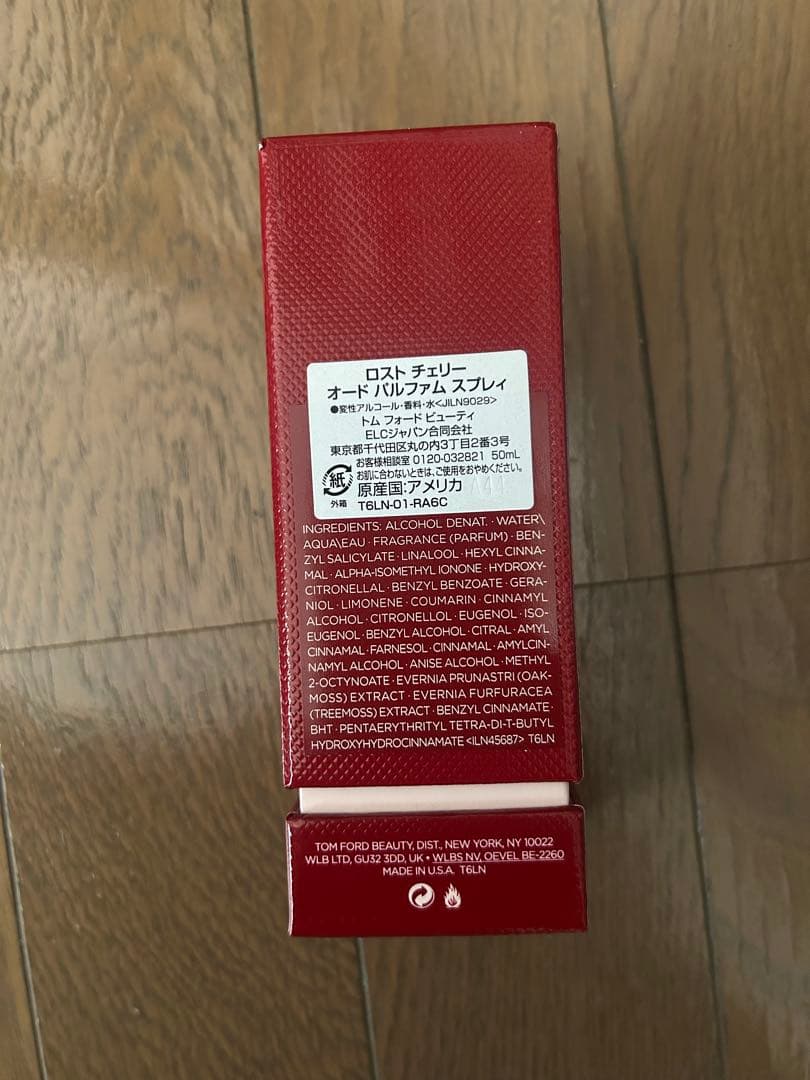 ロスト チェリー
オード パルファム スプレィ
●変性アルコール・香料・水<JILN9029>
トム フォード ビューティ
ELCジャパン合同会社
東京都千代田区丸の内3丁目2番3号
お客様相談室 0120-032821 50mL
お肌に合わないときは、ご使用をおやめください。
紙
外箱
原産国:アメリカ A44
T6LN-01-RA6C
INGREDIENTS: ALCOHOL DENAT. · WATER\
AQUA\EAU · FRAGRANCE (PARFUM) · BEN-
ZYL SALICYLATE · LINALOOL · HEXYL CINNA-
MAL · ALPHA-ISOMETHYL IONONE · HYDROXY-
CITRONELLAL · BENZYL BENZOATE · GERA-
NIOL · LIMONENE · COUMARIN · CINNAMYL
ALCOHOL · CITRONELLOL · EUGENOL · ISO-
EUGENOL · BENZYL ALCOHOL · CITRAL · AMYL
CINNAMAL · FARNESOL · CINNAMAL · AMYLCIN-
NAMYL ALCOHOL · ANISE ALCOHOL · METHYL
2-OCTYNOATE · EVERNIA PRUNASTRI (OAK-
MOSS) EXTRACT · EVERNIA FURFURACEA
(TREEMOSS) EXTRACT · BENZYL CINNAMATE ·
BHT · PENTAERYTHRITYL TETRA-DI-T-BUTYL
HYDROXYHYDROCINNAMATE <ILN45687> T6LN
TOM FORD BEAUTY, DIST., NEW YORK, NY 10022
WLB LTD, GU32 3DD, UK • WLBS NV, OEVEL BE-2260
MADE IN U.S.A. T6LN